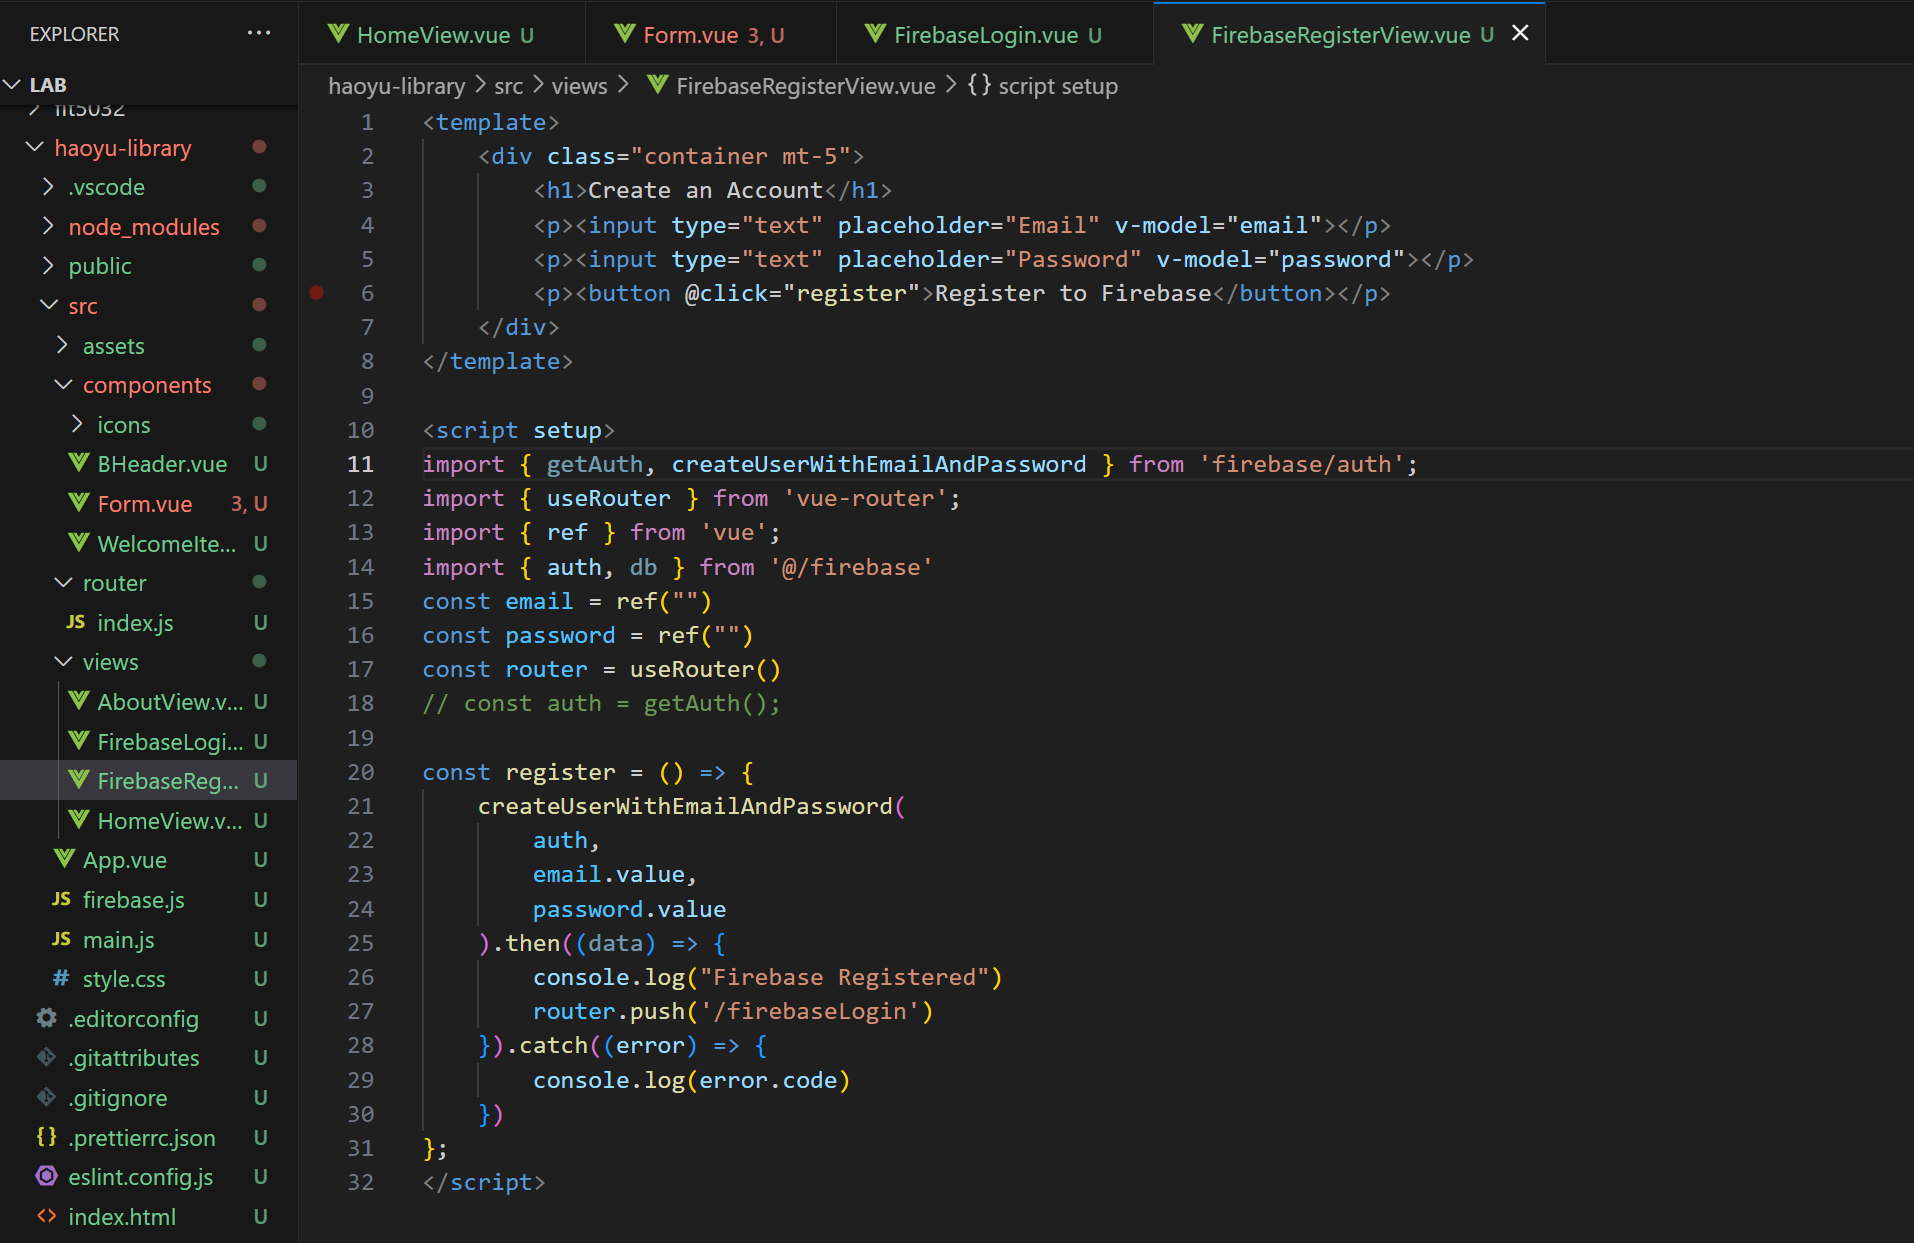 EXPLORER ···
LAB
fit5032
haoyu-library
.vscode
node_modules
public
src
assets
components
icons
BHeader.vue U
Form.vue 3, U
WelcomeIte... U
router
JS index.js U
views
AboutView.v... U
FirebaseLogi... U
FirebaseReg... U
HomeView.v... U
App.vue U
JS firebase.js U
JS main.js U
# style.css U
.editorconfig U
.gitattributes U
.gitignore U
{} .prettierrc.json U
eslint.config.js U
<> index.html U
HomeView.vue U
Form.vue 3, U
FirebaseLogin.vue U
FirebaseRegisterView.vue U
haoyu-library > src > views > FirebaseRegisterView.vue > {} script setup
1 <template>
2     <div class="container mt-5">
3         <h1>Create an Account</h1>
4         <p><input type="text" placeholder="Email" v-model="email"></p>
5         <p><input type="text" placeholder="Password" v-model="password"></p>
6         <p><button @click="register">Register to Firebase</button></p>
7     </div>
8 </template>
9
10 <script setup>
11 import { getAuth, createUserWithEmailAndPassword } from 'firebase/auth';
12 import { useRouter } from 'vue-router';
13 import { ref } from 'vue';
14 import { auth, db } from '@/firebase'
15 const email = ref("")
16 const password = ref("")
17 const router = useRouter()
18 // const auth = getAuth();
19
20 const register = () => {
21     createUserWithEmailAndPassword(
22         auth,
23         email.value,
24         password.value
25     ).then((data) => {
26         console.log("Firebase Registered")
27         router.push('/firebaseLogin')
28     }).catch((error) => {
29         console.log(error.code)
30     })
31 };
32 </script>